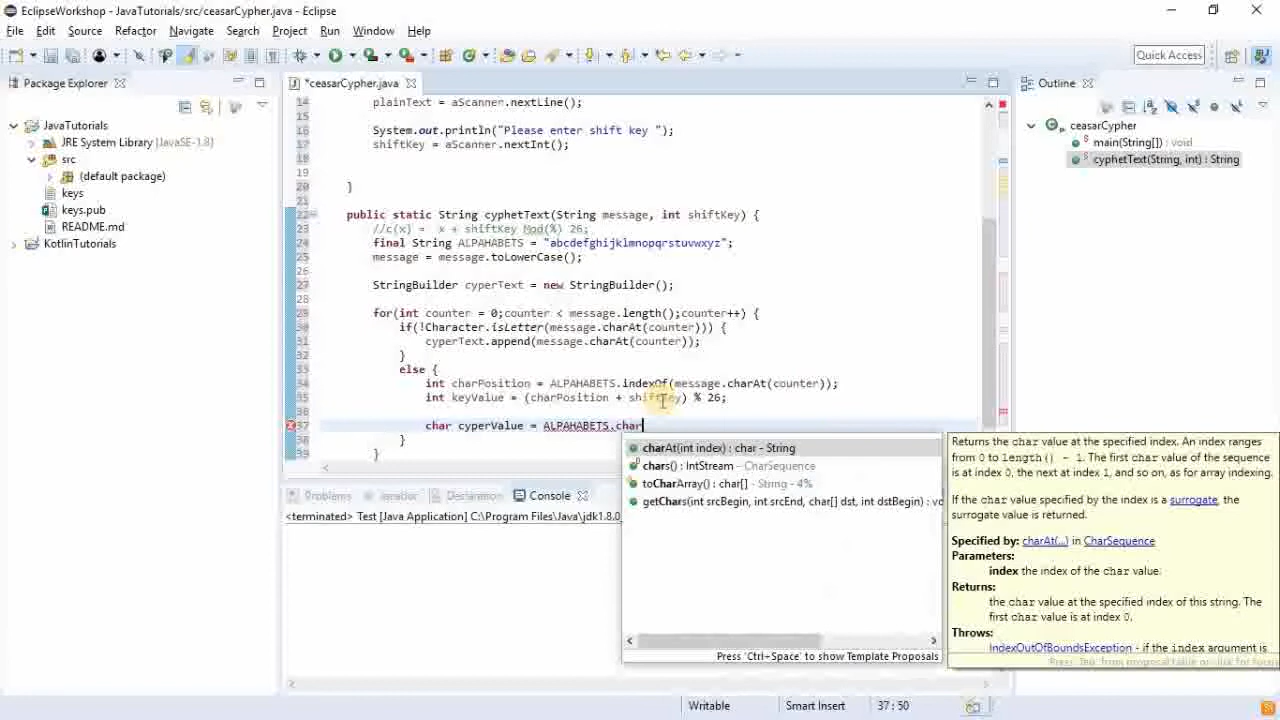 EclipseWorkshop - JavaTutorials/src/ceasarCypher.java - Eclipse
File Edit Source Refactor Navigate Search Project Run Window Help
Quick Access
Package Explorer
JavaTutorials
JRE System Library [JavaSE-1.8]
src
(default package)
keys
keys.pub
README.md
KotlinTutorials
*ceasarCypher.java
14 plainText = aScanner.nextLine();
15
16 System.out.println("Please enter shift key ");
17 shiftKey = aScanner.nextInt();
18
19
20 }
21
22 public static String cyphetText(String message, int shiftKey) {
23 //c(x) = x + shiftKey Mod(%) 26;
24 final String ALPAHABETS = "abcdefghijklmnopqrstuvwxyz";
25 message = message.toLowerCase();
26
27 StringBuilder cyperText = new StringBuilder();
28
29 for(int counter = 0;counter < message.length();counter++) {
30 if(!Character.isLetter(message.charAt(counter))) {
31 cyperText.append(message.charAt(counter));
32 }
33 else {
34 int charPosition = ALPAHABETS.indexOf(message.charAt(counter));
35 int keyValue = (charPosition + shiftKey) % 26;
36
37 char cyperValue = ALPAHABETS.char
38 }
}
charAt(int index) : char - String
chars() : IntStream - CharSequence
toCharArray() : char[] - String - 4%
getChars(int srcBegin, int srcEnd, char[] dst, int dstBegin) : vo
Press 'Ctrl+Space' to show Template Proposals
Returns the char value at the specified index. An index ranges
from 0 to length() - 1. The first char value of the sequence
is at index 0, the next at index 1, and so on, as for array indexing.
If the char value specified by the index is a surrogate, the
surrogate value is returned.
Specified by: charAt(...) in CharSequence
Parameters:
index the index of the char value.
Returns:
the char value at the specified index of this string. The
first char value is at index 0.
Throws:
IndexOutOfBoundsException - if the index argument is
Press 'Tab' from proposal table or click for focus
Problems Javadoc Declaration Console
<terminated> Test [Java Application] C:\Program Files\Java\jdk1.8.0_
Outline
ceasarCypher
main(String[]) : void
cyphetText(String, int) : String
Writable Smart Insert 37 : 50